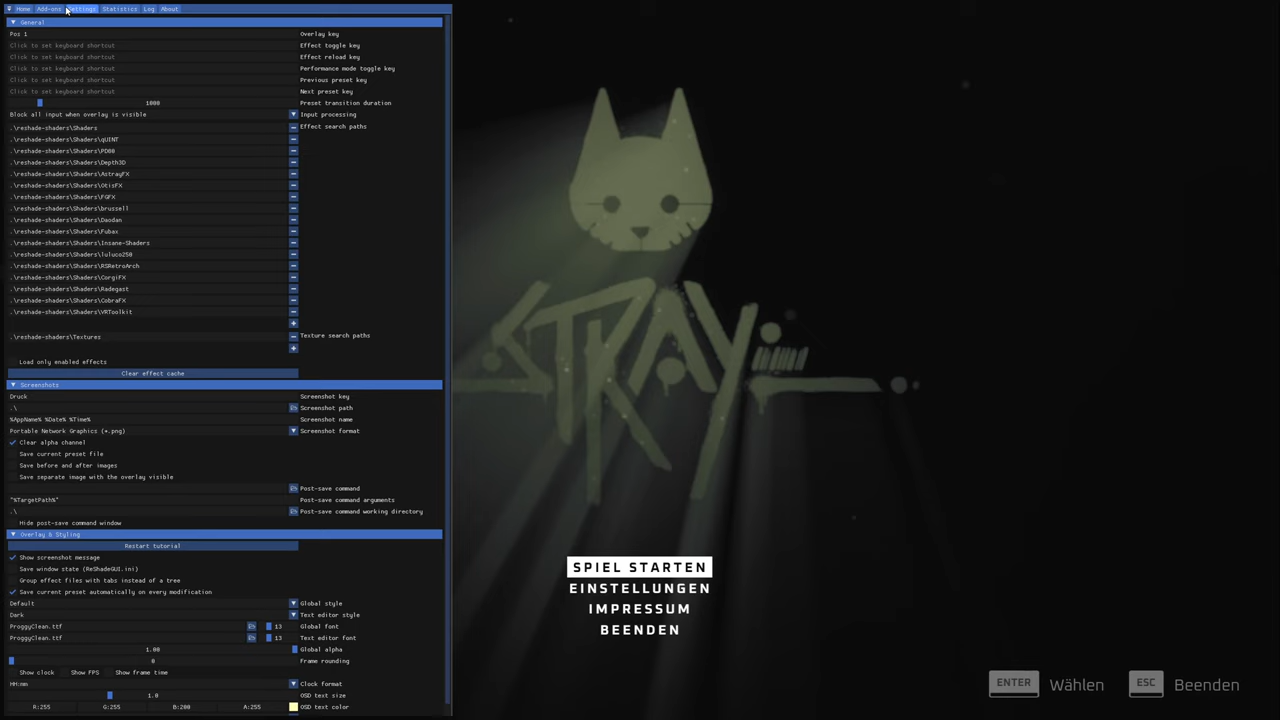 Home Add-ons Settings Statistics Log About
General
Pos 1 Overlay key
Click to set keyboard shortcut Effect toggle key
Click to set keyboard shortcut Effect reload key
Click to set keyboard shortcut Performance mode toggle key
Click to set keyboard shortcut Previous preset key
Click to set keyboard shortcut Next preset key
1000 Preset transition duration
Block all input when overlay is visible Input processing
.\reshade-shaders\Shaders Effect search paths
.\reshade-shaders\Shaders\qUINT
.\reshade-shaders\Shaders\PD80
.\reshade-shaders\Shaders\Depth3D
.\reshade-shaders\Shaders\AstrayFX
.\reshade-shaders\Shaders\OtisFX
.\reshade-shaders\Shaders\FGFX
.\reshade-shaders\Shaders\brussell
.\reshade-shaders\Shaders\Daodan
.\reshade-shaders\Shaders\Fubax
.\reshade-shaders\Shaders\Insane-Shaders
.\reshade-shaders\Shaders\luluco250
.\reshade-shaders\Shaders\RSRetroArch
.\reshade-shaders\Shaders\CorgiFX
.\reshade-shaders\Shaders\Radegast
.\reshade-shaders\Shaders\CobraFX
.\reshade-shaders\Shaders\VRToolkit
.\reshade-shaders\Textures Texture search paths
Load only enabled effects
Clear effect cache
Screenshots
Druck Screenshot key
.\ Screenshot path
%AppName% %Date% %Time% Screenshot name
Portable Network Graphics (*.png) Screenshot format
Clear alpha channel
Save current preset file
Save before and after images
Save separate image with the overlay visible
Post-save command
"%TargetPath%" Post-save command arguments
.\ Post-save command working directory
Hide post-save command window
Overlay & Styling
Restart tutorial
Show screenshot message
Save window state (ReShadeGUI.ini)
Group effect files with tabs instead of a tree
Save current preset automatically on every modification
Default Global style
Dark Text editor style
ProggyClean.ttf 13 Global font
ProggyClean.ttf 13 Text editor font
1.00 Global alpha
0 Frame rounding
Show clock Show FPS Show frame time
HH:mm Clock format
1.0 OSD text size
R:255 G:255 B:200 A:255 OSD text color
STRAY
SPIEL STARTEN
EINSTELLUNGEN
IMPRESSUM
BEENDEN
ENTER Wählen ESC Beenden